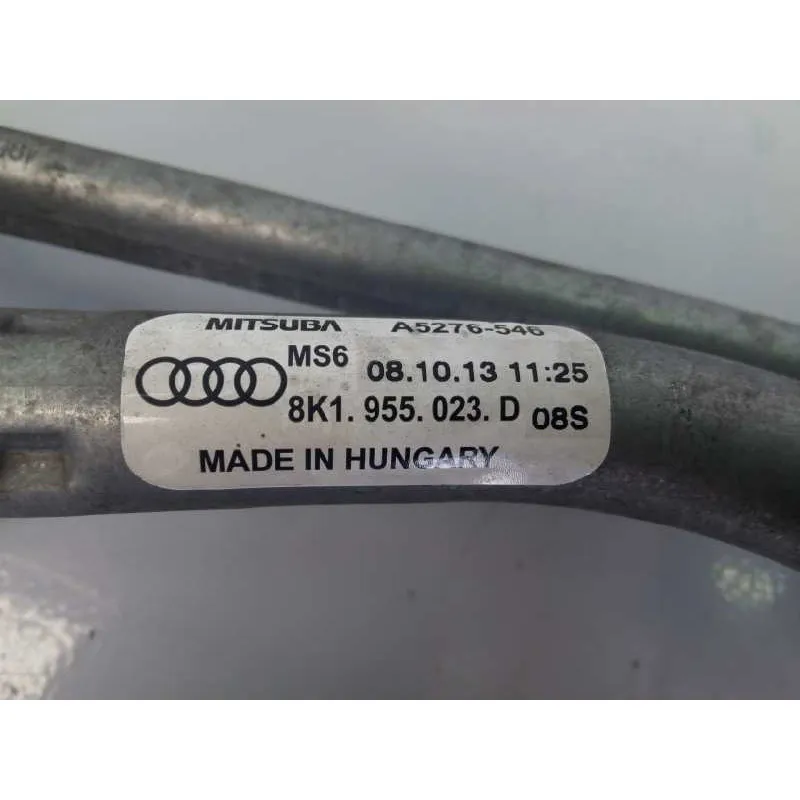 MITSUBA A5276-546
MS6 08.10.13 11:25
8K1.955.023.D 08S
MADE IN HUNGARY